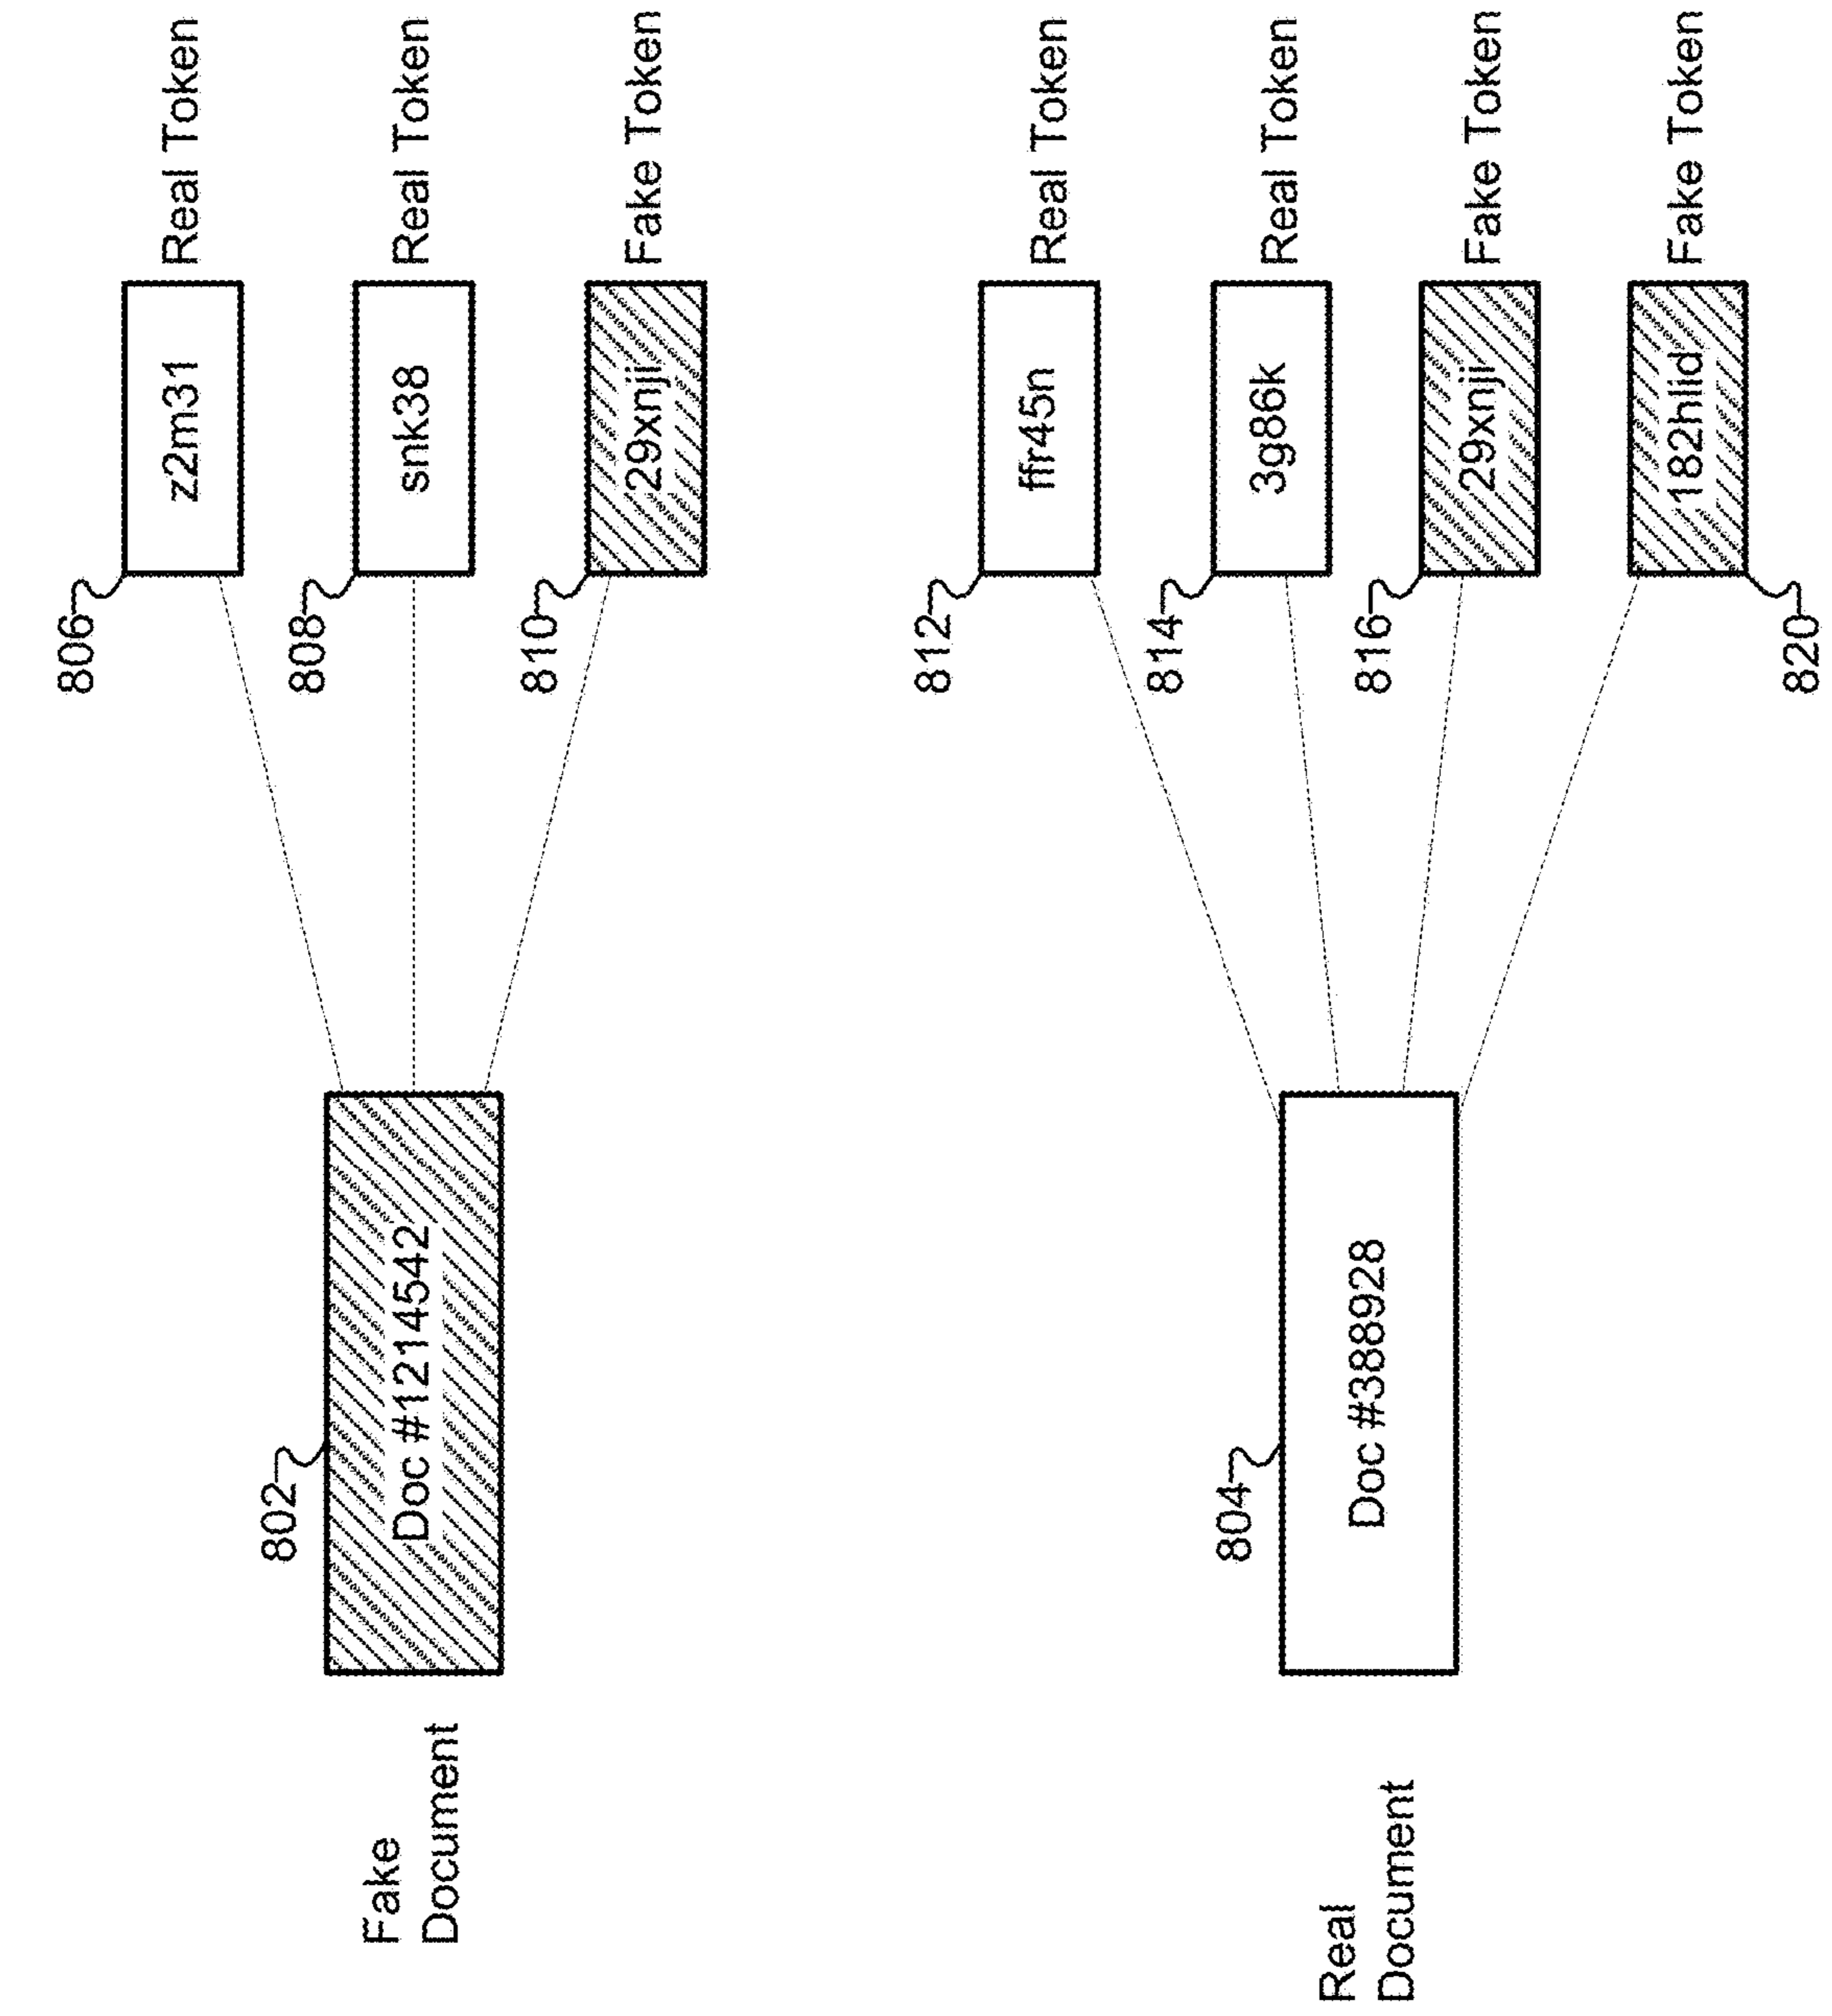 802
Fake
Document
Doc #1214542
806
z2m31
Real Token
808
snk38
Real Token
810
29xnji
Fake Token
804
Real
Document
Doc #388928
812
ffr45n
Real Token
814
3g86k
Real Token
816
29xnji
Fake Token
820
182hlid
Fake Token